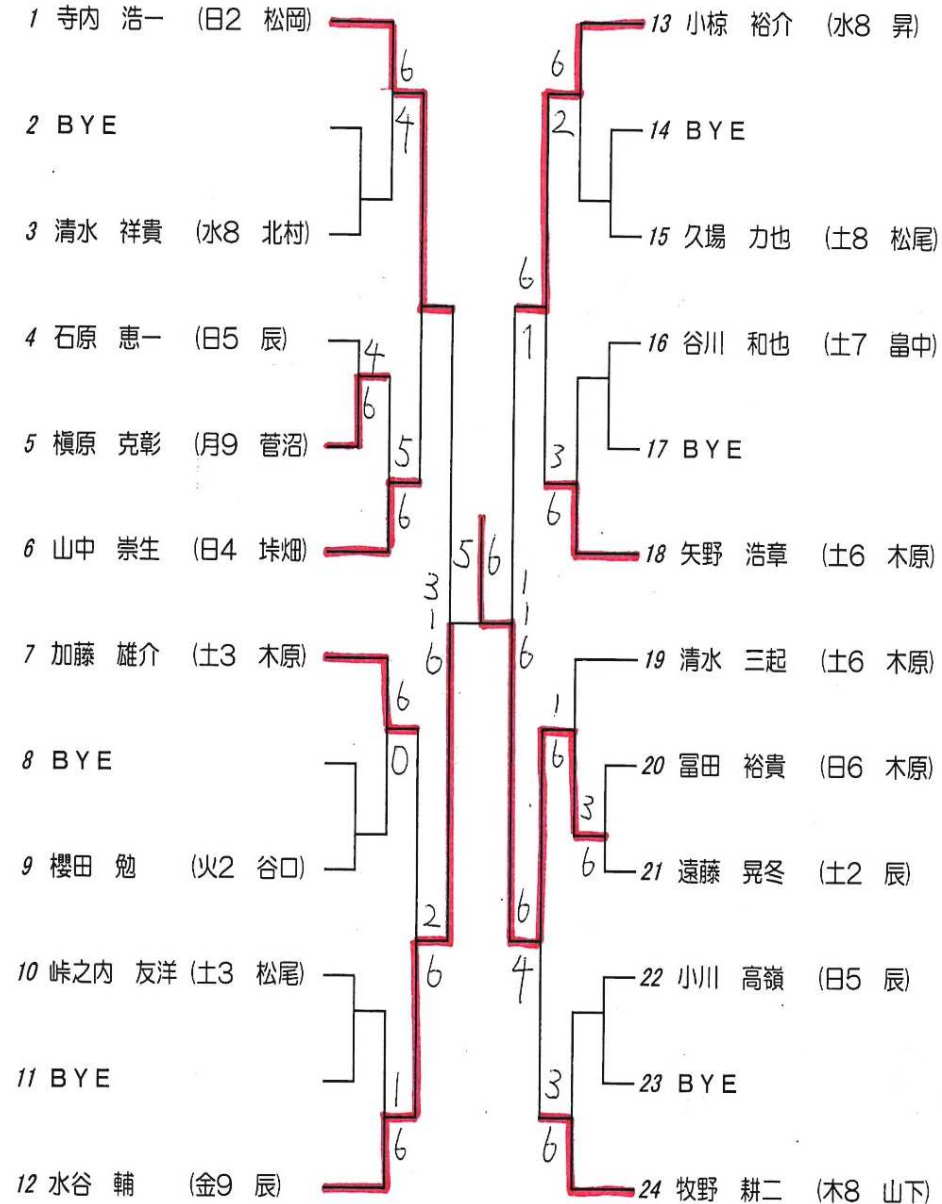 1 寺内 浩一 (日2 松岡)
6
4
2 BYE
3 清水 祥貴 (水8 北村)
4 石原 恵一 (日5 辰)
4
6
5 槇原 克彰 (月9 菅沼)
5
6
6 山中 崇生 (日4 垰畑)
7 加藤 雄介 (土3 木原)
6
0
8 BYE
9 櫻田 勉 (火2 谷口)
2
6
10 峠之内 友洋 (土3 松尾)
11 BYE
1
6
12 水谷 輔 (金9 辰)
3
1
6
5 6
1
1
6
13 小椋 裕介 (水8 昇)
6
2
14 BYE
15 久場 力也 (土8 松尾)
6
1
16 谷川 和也 (土7 畠中)
17 BYE
3
6
18 矢野 浩章 (土6 木原)
19 清水 三起 (土6 木原)
1
6
20 冨田 裕貴 (日6 木原)
3
6
21 遠藤 晃冬 (土2 辰)
6
4
22 小川 高嶺 (日5 辰)
23 BYE
3
6
24 牧野 耕二 (木8 山下)